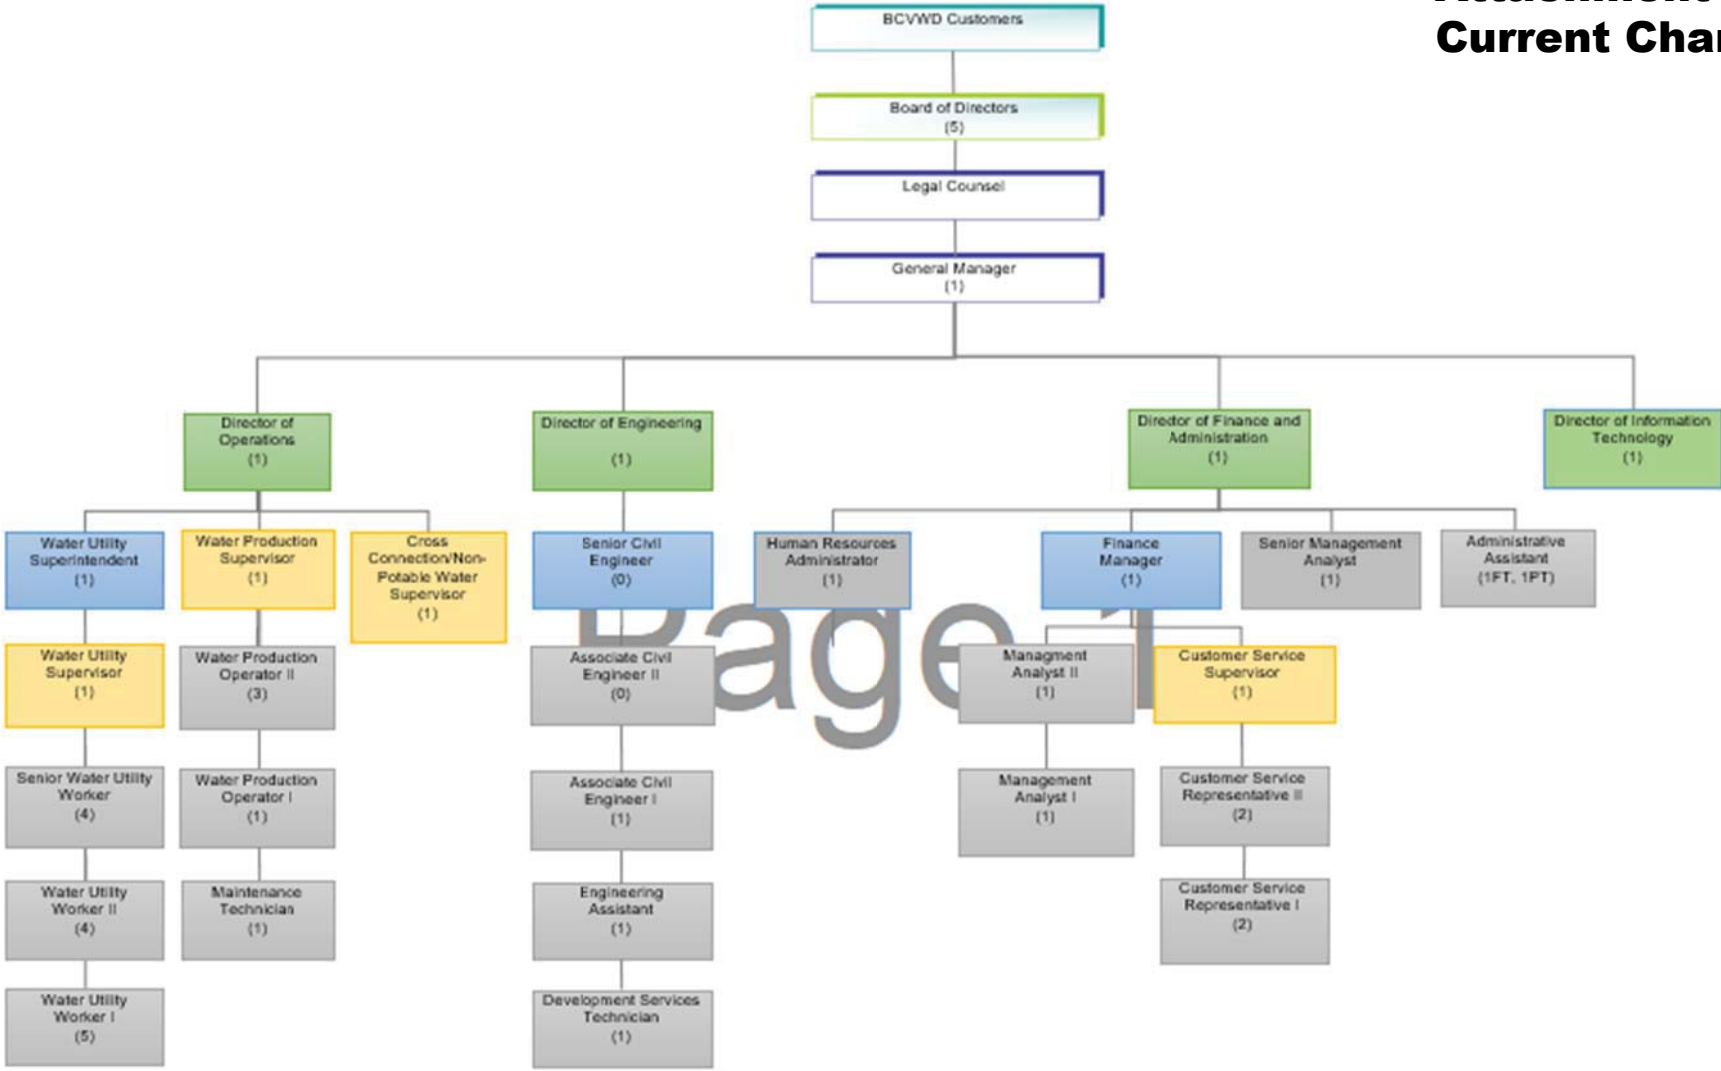 Current
BCVWD Customers
Board of Directors
(5)
Legal Counsel
General Manager
(1)
Director of
Operations
(1)
Director of Engineering
(1)
Director of Finance and
Administration
(1)
Director of Information
Technology
(1)
Water Utility
Superintendent
(1)
Water Production
Supervisor
(1)
Cross
Connection/Non-
Potable Water
Supervisor
(1)
Senior Civil
Engineer
(0)
Human Resources
Administrator
(1)
Finance
Manager
(1)
Senior Management
Analyst
(1)
Administrative
Assistant
(1FT, 1PT)
Page 1
Water Utility
Supervisor
(1)
Water Production
Operator II
(3)
Associate Civil
Engineer II
(0)
Managment
Analyst II
(1)
Customer Service
Supervisor
(1)
Senior Water Utility
Worker
(4)
Water Production
Operator I
(1)
Associate Civil
Engineer I
(1)
Management
Analyst I
(1)
Customer Service
Representative II
(2)
Water Utility
Worker II
(4)
Maintenance
Technician
(1)
Engineering
Assistant
(1)
Customer Service
Representative I
(2)
Water Utility
Worker I
(5)
Development Services
Technician
(1)